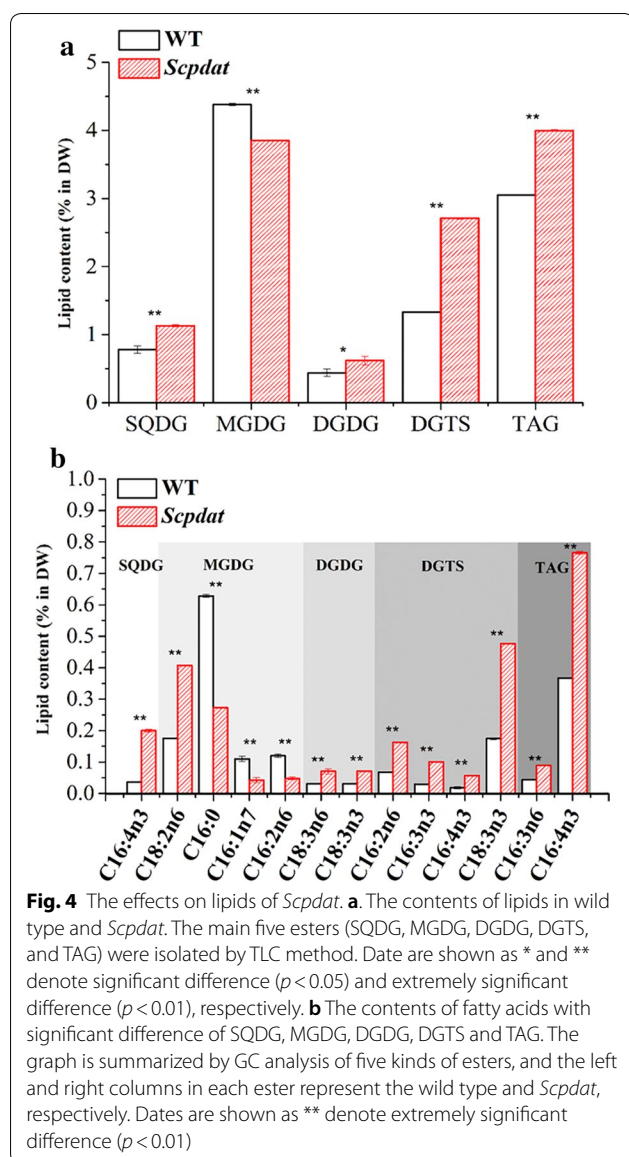 a
WT
Scpdat
Lipid content (% in DW)
5
4
3
2
1
0
**
**
*
**
**
SQDG MGDG DGDG DGTS TAG
b
WT
Scpdat
Lipid content (% in DW)
1.0
0.9
0.8
0.7
0.6
0.5
0.4
0.3
0.2
0.1
0.0
SQDG MGDG DGDG DGTS TAG
**
**
**
**
**
**
**
**
**
**
**
**
**
C16:4n3
C18:2n6
C16:0
C16:1n7
C16:2n6
C18:3n6
C18:3n3
C16:2n6
C16:3n3
C16:4n3
C18:3n3
C16:3n6
C16:4n3
Fig. 4 The effects on lipids of Scpdat. a. The contents of lipids in wild
type and Scpdat. The main five esters (SQDG, MGDG, DGDG, DGTS,
and TAG) were isolated by TLC method. Date are shown as * and **
denote significant difference (p < 0.05) and extremely significant
difference (p < 0.01), respectively. b The contents of fatty acids with
significant difference of SQDG, MGDG, DGDG, DGTS and TAG. The
graph is summarized by GC analysis of five kinds of esters, and the left
and right columns in each ester represent the wild type and Scpdat,
respectively. Dates are shown as ** denote extremely significant
difference (p < 0.01)